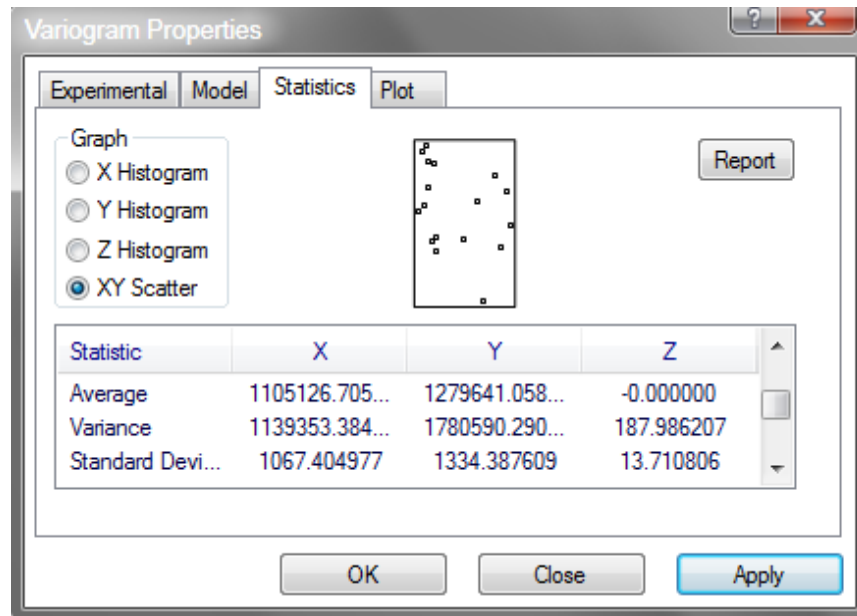 Variogram Properties
?
Experimental Model Statistics Plot
Graph
X Histogram
Y Histogram
Z Histogram
XY Scatter
Report
Statistic X Y Z
Average 1105126.705... 1279641.058... -0.000000
Variance 1139353.384... 1780590.290... 187.986207
Standard Devi... 1067.404977 1334.387609 13.710806
OK Close Apply